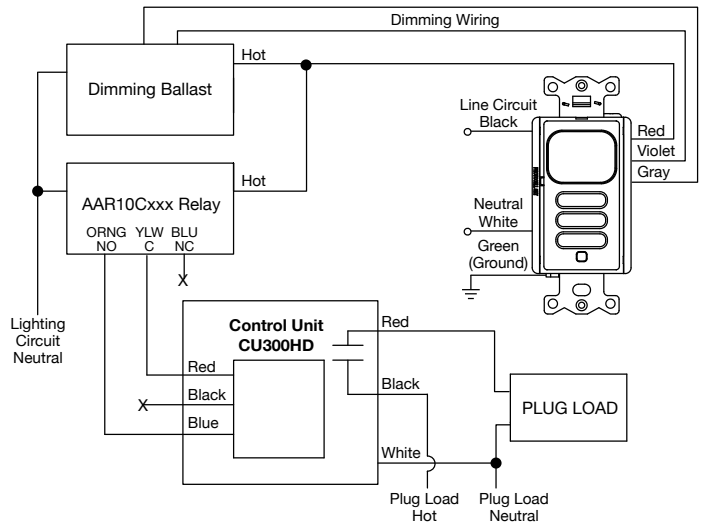 Dimming Wiring
Hot
Dimming Ballast
Line Circuit
Black
Red
Violet
Gray
Hot
AAR10Cxxx Relay
ORNG YLW BLU
NO C NC
X
Neutral
White
Green
(Ground)
Lighting
Circuit
Neutral
Control Unit
CU300HD
Red
Red
Black
X
Black
Blue
PLUG LOAD
White
Plug Load
Hot
Plug Load
Neutral